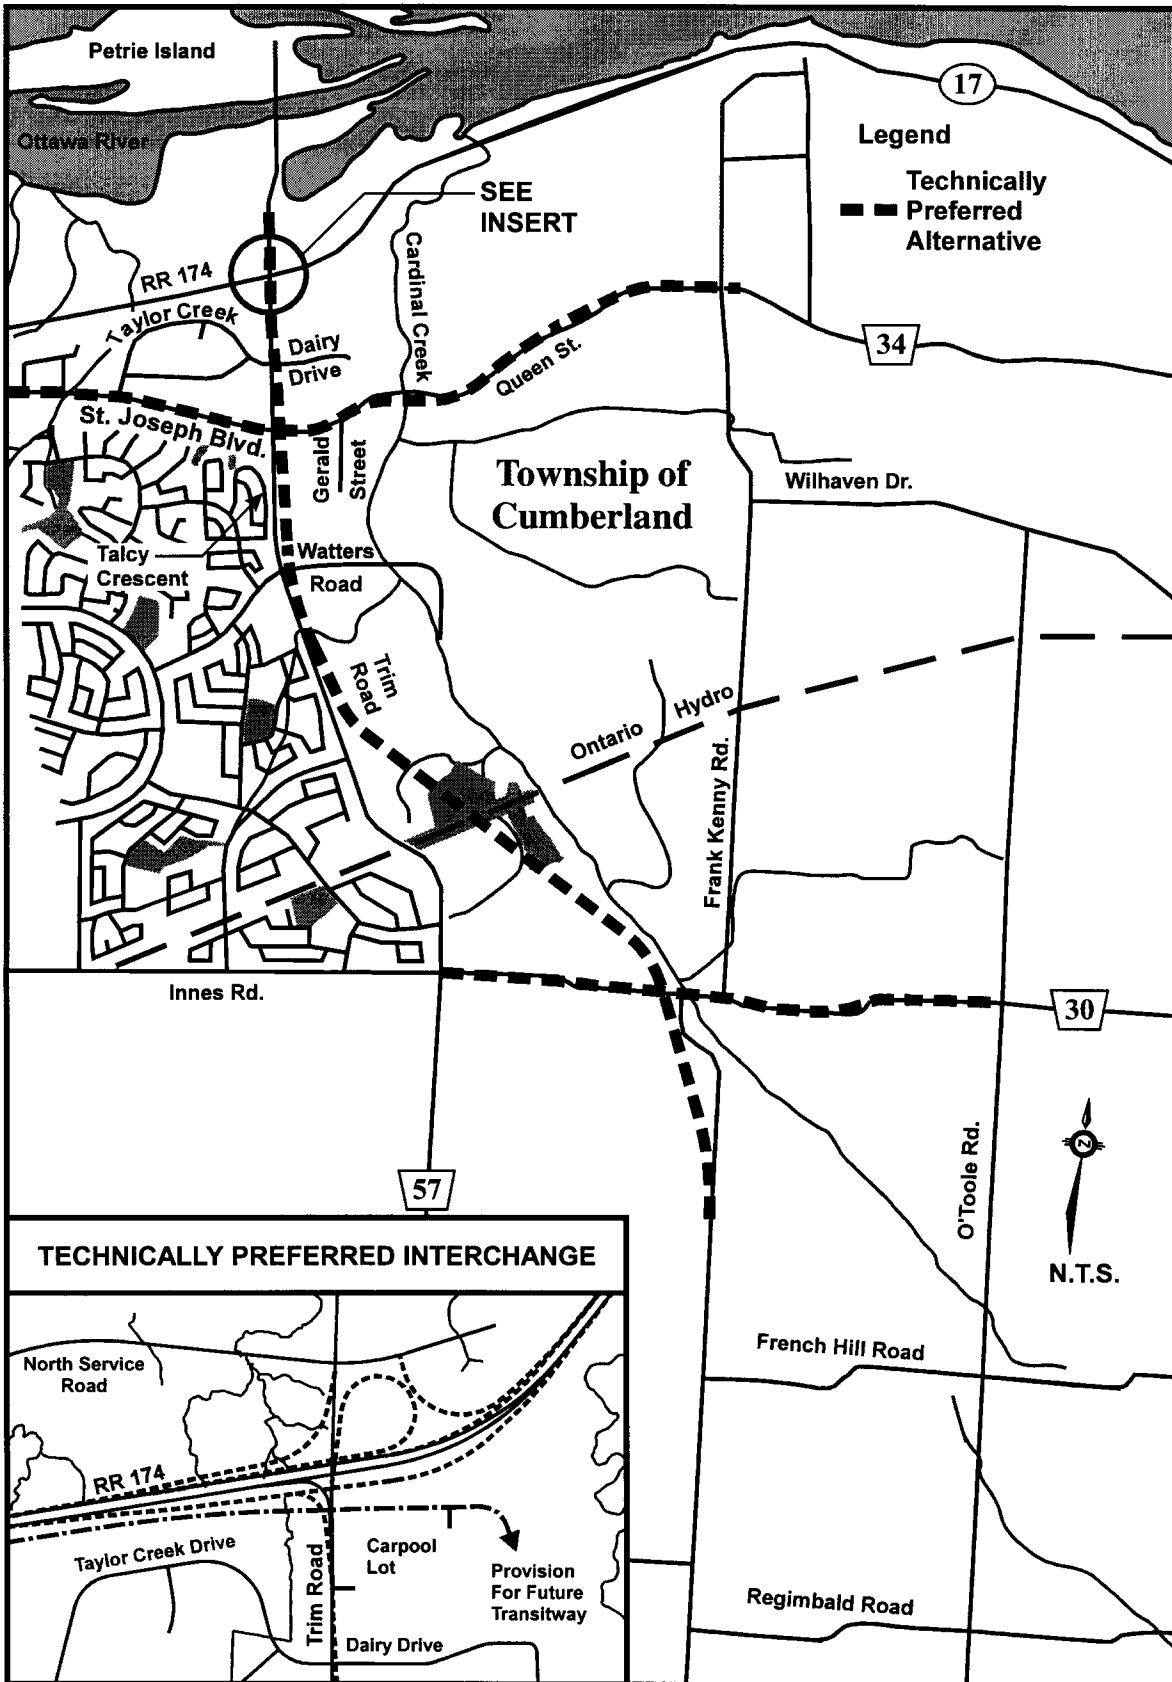 Petrie Island
17
Ottawa River
Legend
Technically
Preferred
Alternative
SEE
INSERT
RR 174
Cardinal Creek
Taylor Creek
Dairy
Drive
34
Queen St.
St. Joseph Blvd.
Gerald
Street
Township of
Cumberland
Wilhaven Dr.
Talcy
Crescent
Watters
Road
Trim
Road
Ontario
Hydro
Frank Kenny Rd.
Innes Rd.
30
57
O'Toole Rd.
Z
N.T.S.
TECHNICALLY PREFERRED INTERCHANGE
French Hill Road
North Service
Road
RR 174
Taylor Creek Drive
Trim Road
Carpool
Lot
Provision
For Future
Transitway
Dairy Drive
Regimbald Road